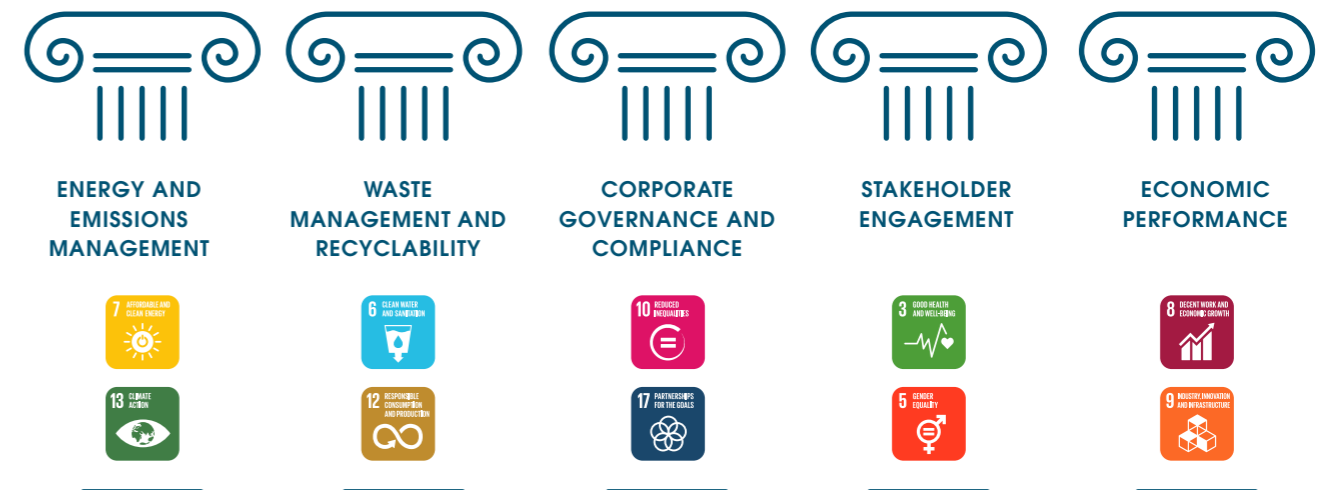 ENERGY AND
EMISSIONS
MANAGEMENT
WASTE
MANAGEMENT AND
RECYCLABILITY
CORPORATE
GOVERNANCE AND
COMPLIANCE
STAKEHOLDER
ENGAGEMENT
ECONOMIC
PERFORMANCE
7 AFFORDABLE AND
CLEAN ENERGY
6 CLEAN WATER
AND SANITATION
10 REDUCED
INEQUALITIES
3 GOOD HEALTH
AND WELL-BEING
8 DECENT WORK AND
ECONOMIC GROWTH
13 CLIMATE
ACTION
12 RESPONSIBLE
CONSUMPTION
AND PRODUCTION
17 PARTNERSHIPS
FOR THE GOALS
5 GENDER
EQUALITY
9 INDUSTRY, INNOVATION
AND INFRASTRUCTURE